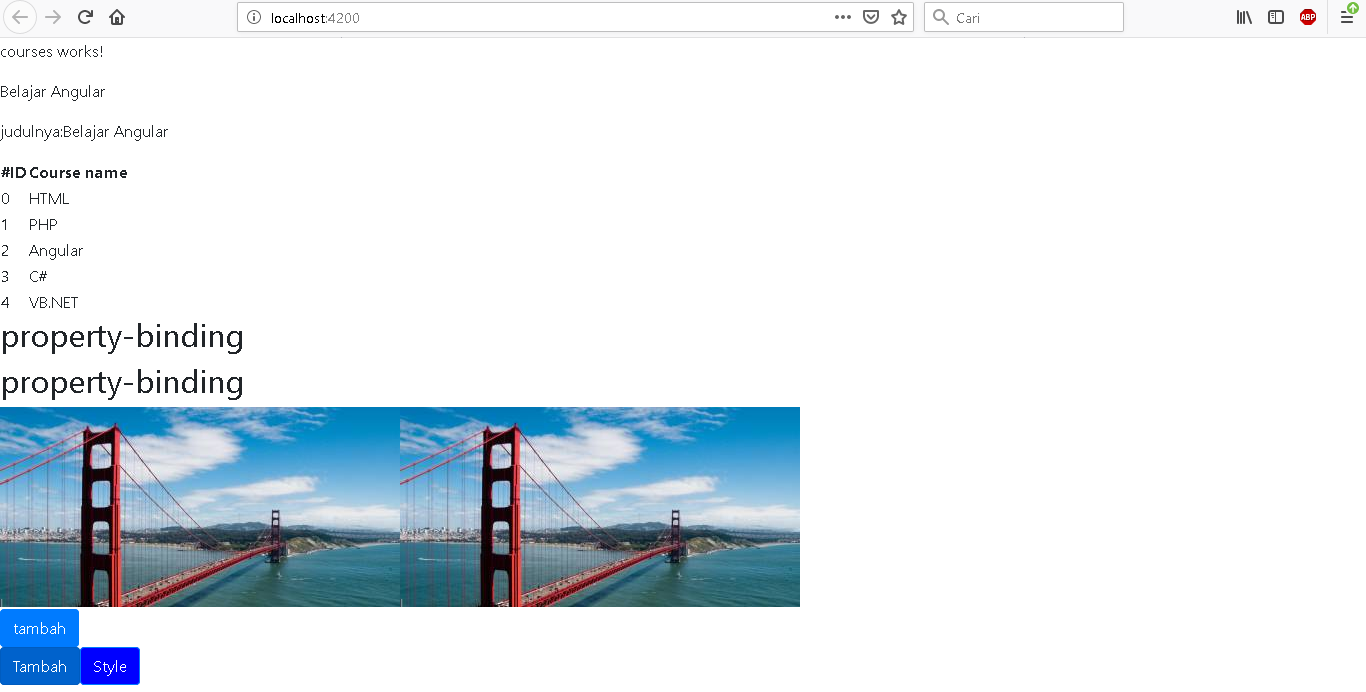 localhost:4200
Cari
ABP
courses works!
Belajar Angular
judulnya:Belajar Angular
#ID Course name
0 HTML
1 PHP
2 Angular
3 C#
4 VB.NET
property-binding
property-binding
tambah
Tambah Style